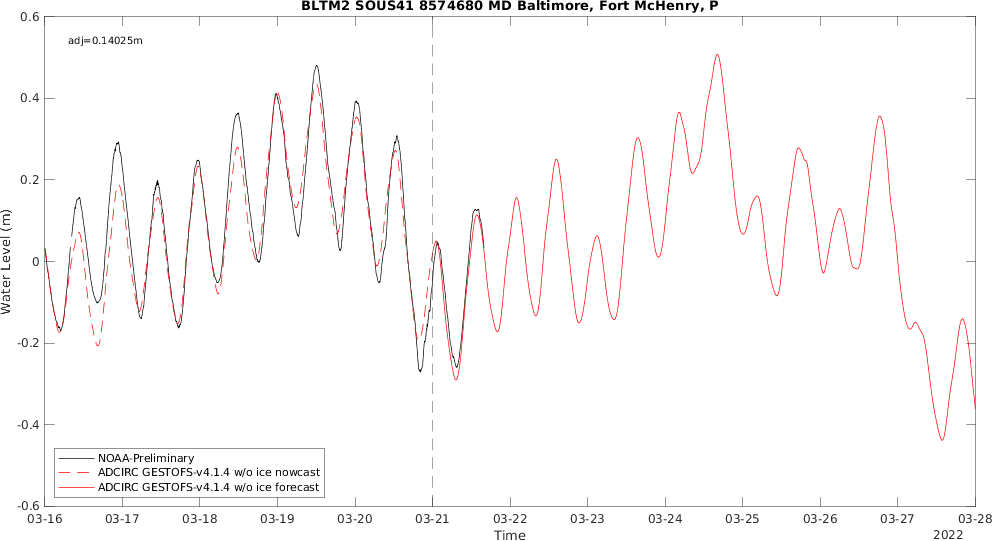 BLTM2 SOUS41 8574680 MD Baltimore, Fort McHenry, P
adj=0.14025m
0.6
0.4
0.2
0
-0.2
-0.4
-0.6
Water Level (m)
NOAA-Preliminary
ADCIRC GESTOFS-v4.1.4 w/o ice nowcast
ADCIRC GESTOFS-v4.1.4 w/o ice forecast
03-16 03-17 03-18 03-19 03-20 03-21 03-22 03-23 03-24 03-25 03-26 03-27 03-28
Time
2022